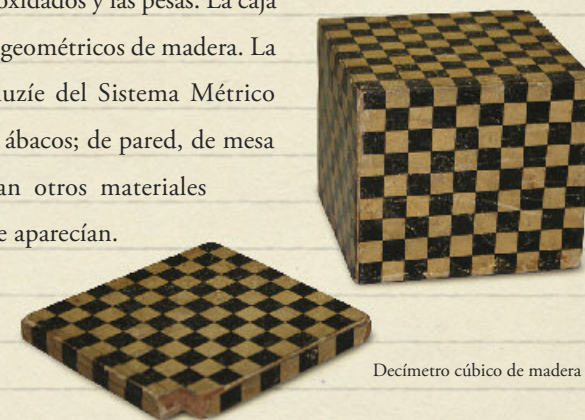 oxidados y las pesas. La caja
geométricos de madera. La
luzíe del Sistema Métrico
ábacos; de pared, de mesa
an otros materiales
e aparecían.
Decímetro cúbico de madera